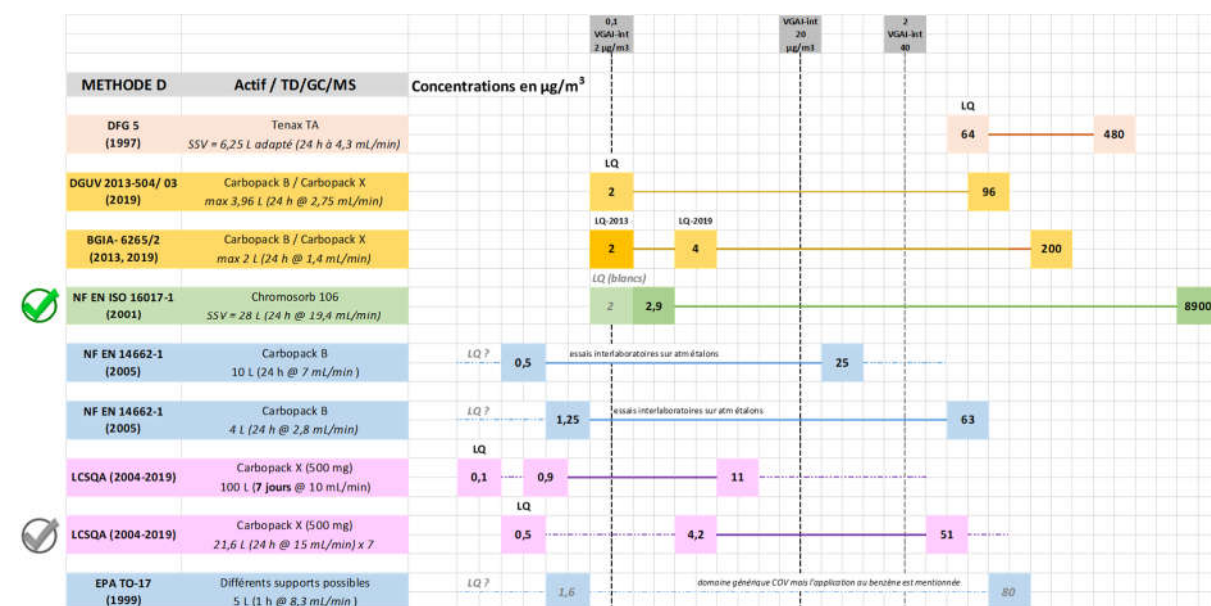 0,1
VGAI-int
2 µg/m3
VGAI-int
20
µg/m3
2
VGAI-int
40
METHODE D
Actif / TD/GC/MS
Concentrations en µg/m³
DFG 5
(1997)
Tenax TA
SSV = 6,25 L adapté (24 h à 4,3 mL/min)
LQ
64
480
DGUV 2013-504/ 03
(2019)
Carbopack B / Carbopack X
max 3,96 L (24 h @ 2,75 mL/min)
LQ
2
96
BGIA- 6265/2
(2013, 2019)
Carbopack B / Carbopack X
max 2 L (24 h @ 1,4 mL/min)
LQ-2013
LQ-2019
2
4
200
NF EN ISO 16017-1
(2001)
Chromosorb 106
SSV = 28 L (24 h @ 19,4 mL/min)
LQ (blancs)
2
2,9
8900
NF EN 14662-1
(2005)
Carbopack B
10 L (24 h @ 7 mL/min )
LQ ?
0,5
essais interlaboratoires sur atm étalons
25
NF EN 14662-1
(2005)
Carbopack B
4 L (24 h @ 2,8 mL/min)
LQ ?
1,25
essais interlaboratoires sur atm étalons
63
LCSQA (2004-2019)
Carbopack X (500 mg)
100 L (7 jours @ 10 mL/min)
LQ
0,1
0,9
11
LCSQA (2004-2019)
Carbopack X (500 mg)
21,6 L (24 h @ 15 mL/min) x 7
LQ
0,5
4,2
51
EPA TO-17
(1999)
Différents supports possibles
5 L (1 h @ 8,3 mL/min )
LQ ?
1,6
domaine générique COV mais l'application au benzène est mentionnée
80